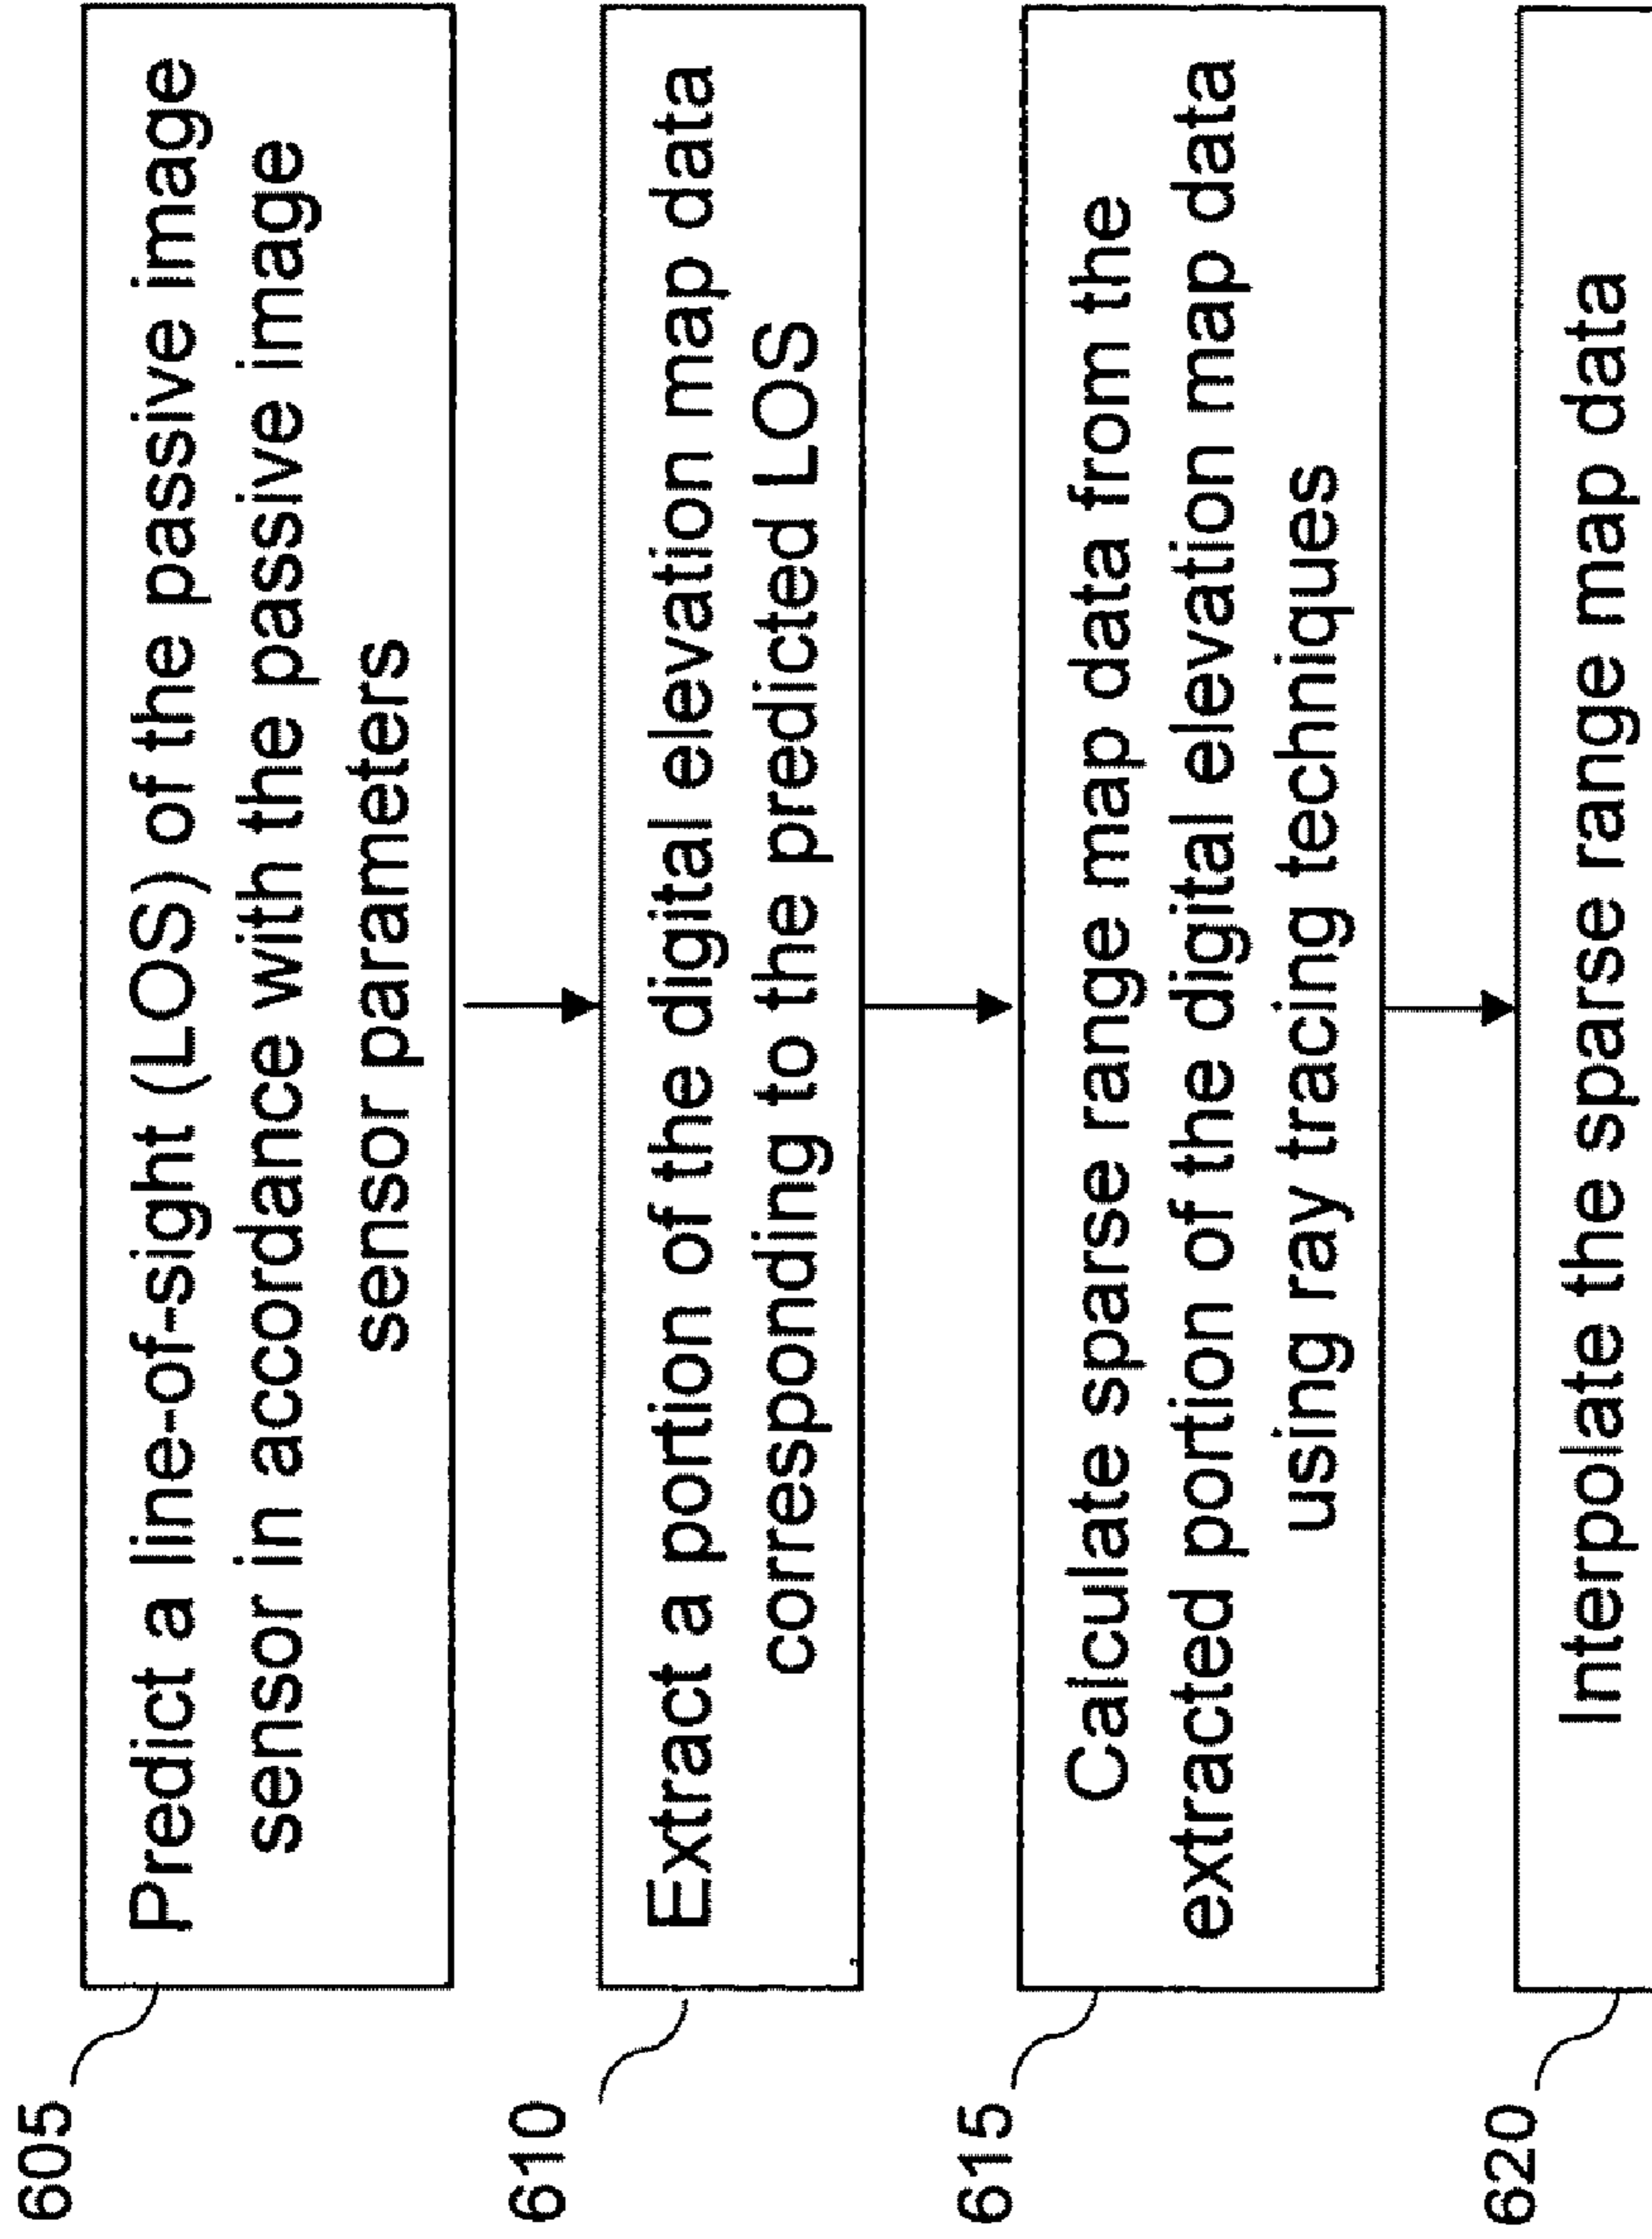 605
Predict a line-of-sight (LOS) of the passive image
sensor in accordance with the passive image
sensor parameters
610
Extract a portion of the digital elevation map data
corresponding to the predicted LOS
615
Calculate sparse range map data from the
extracted portion of the digital elevation map data
using ray tracing techniques
620
Interpolate the sparse range map data